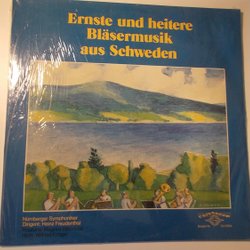 Ernste und heitere
Bläsermusik
aus Schweden
Nürnberger Symphoniker
Dirigent: Heinz Freudenthal